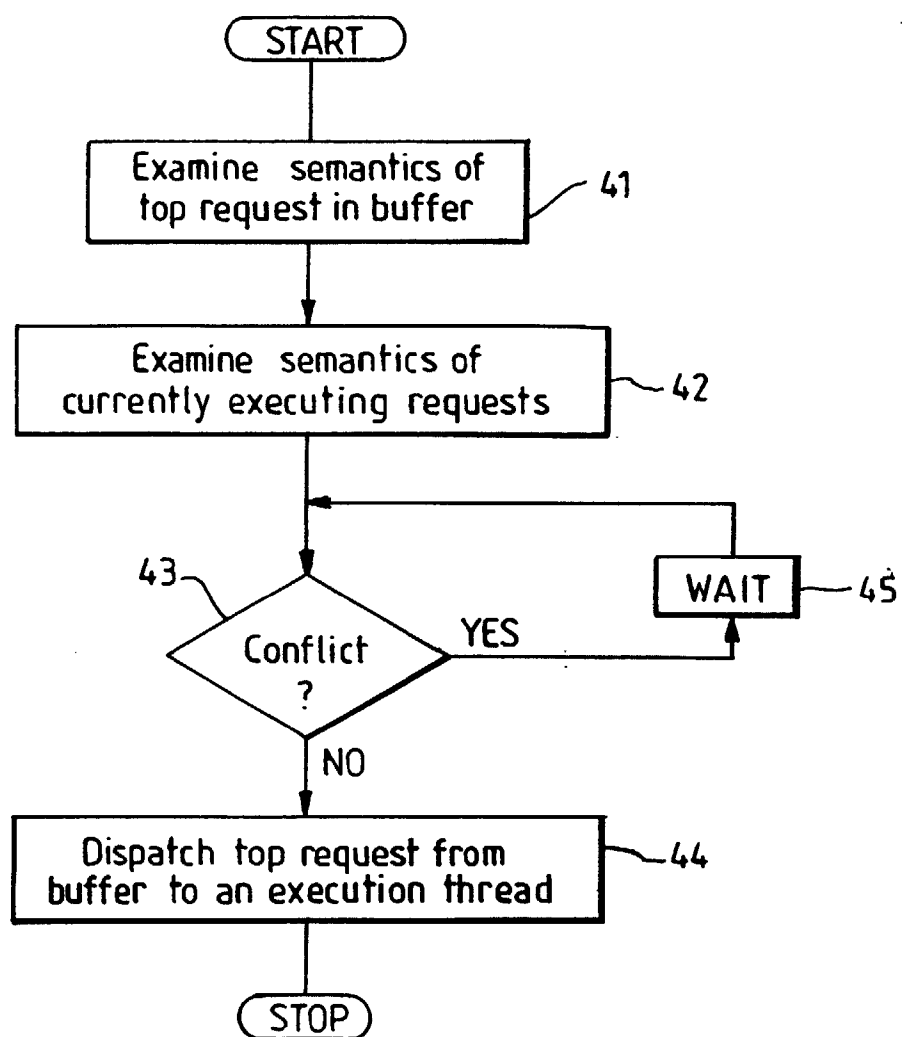 START
Examine semantics of
top request in buffer
41
Examine semantics of
currently executing requests
42
43
Conflict
?
YES
WAIT
45
NO
Dispatch top request from
buffer to an execution thread
44
STOP